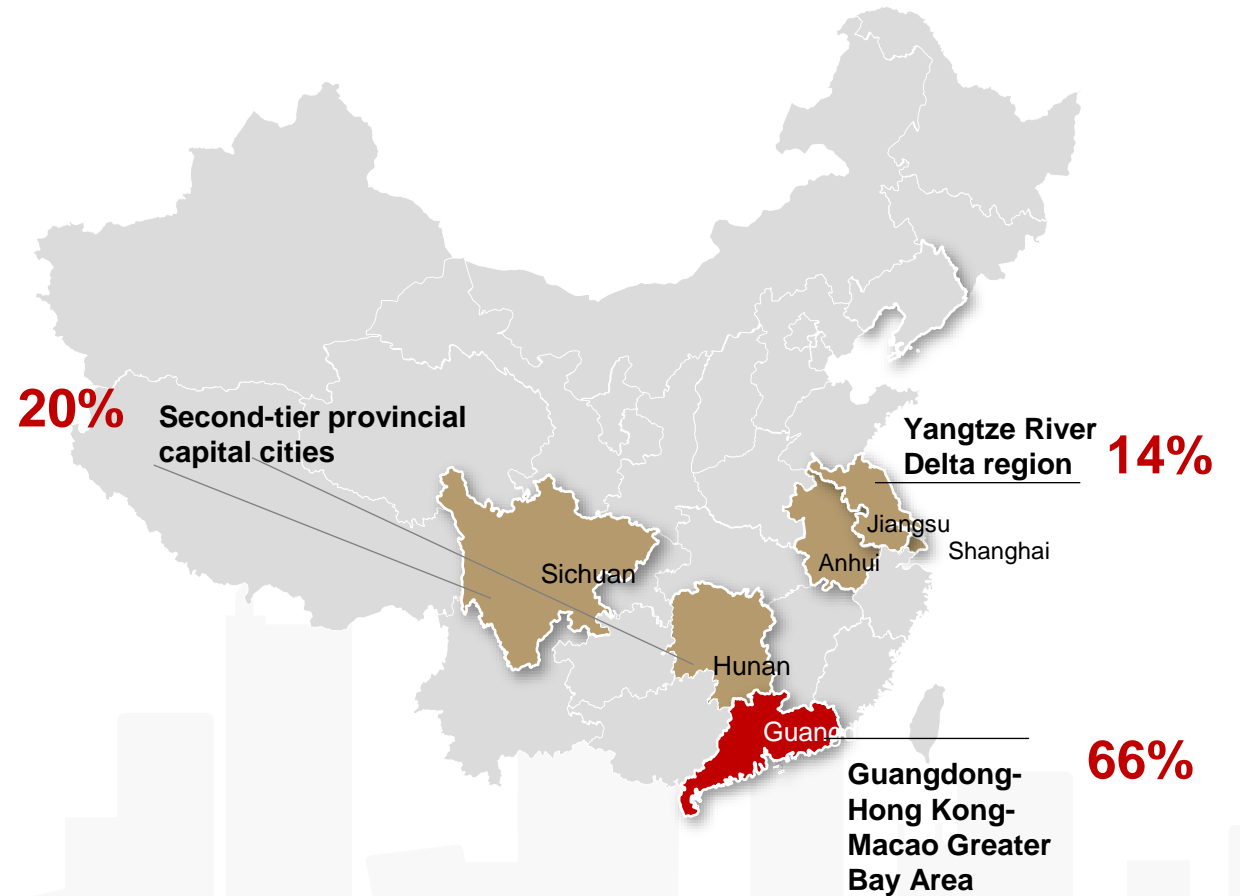 20%
Second-tier provincial
capital cities
Yangtze River
Delta region
14%
Jiangsu
Shanghai
Anhui
Sichuan
Hunan
Guangd
66%
Guangdong-
Hong Kong-
Macao Greater
Bay Area